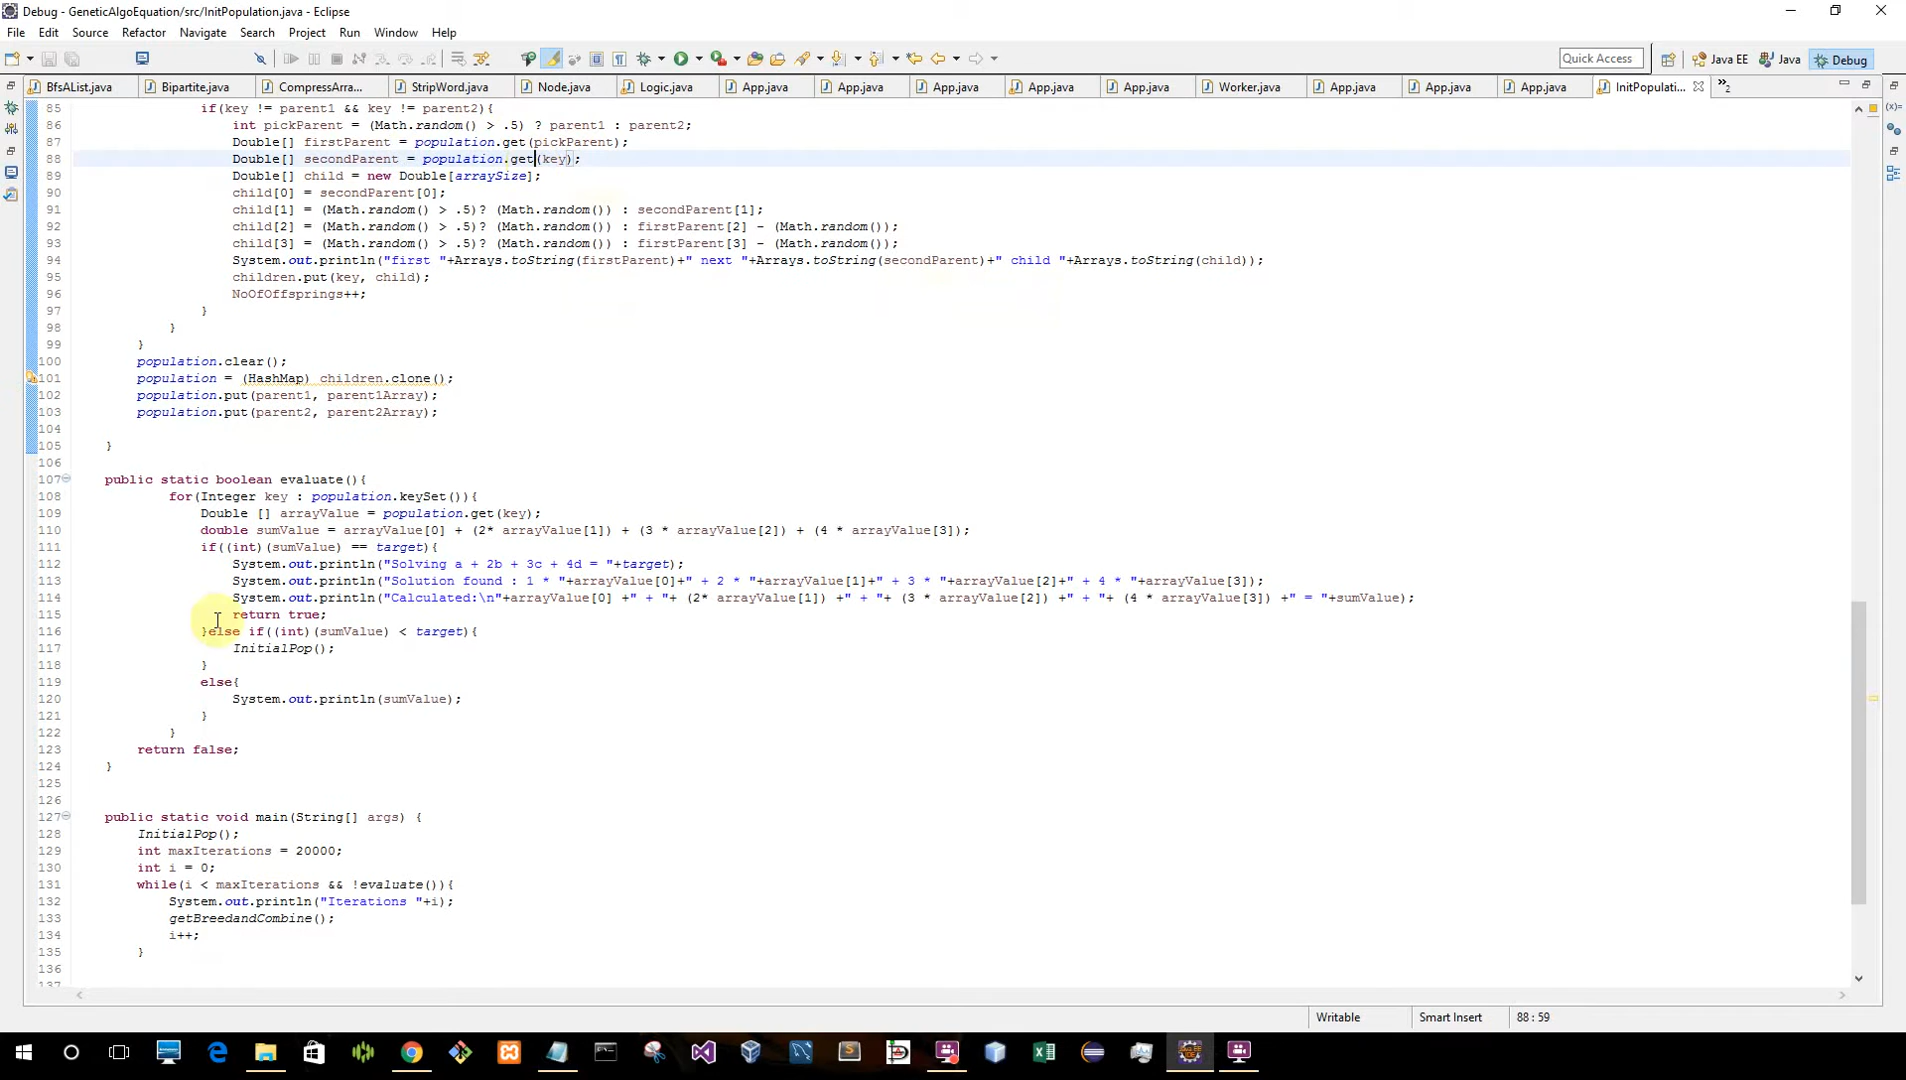 Debug - GeneticAlgoEquation/src/InitPopulation.java - Eclipse
File Edit Source Refactor Navigate Search Project Run Window Help
Quick Access Java EE Java Debug
BfsAList.java Bipartite.java CompressArra... StripWord.java Node.java Logic.java App.java App.java App.java App.java App.java Worker.java App.java App.java App.java InitPopulati... »2
85 if(key != parent1 && key != parent2){
86 int pickParent = (Math.random() > .5) ? parent1 : parent2;
87 Double[] firstParent = population.get(pickParent);
88 Double[] secondParent = population.get(key);
89 Double[] child = new Double[arraySize];
90 child[0] = secondParent[0];
91 child[1] = (Math.random() > .5)? (Math.random()) : secondParent[1];
92 child[2] = (Math.random() > .5)? (Math.random()) : firstParent[2] - (Math.random());
93 child[3] = (Math.random() > .5)? (Math.random()) : firstParent[3] - (Math.random());
94 System.out.println("first "+Arrays.toString(firstParent)+" next "+Arrays.toString(secondParent)+" child "+Arrays.toString(child));
95 children.put(key, child);
96 NoOfOffsprings++;
97 }
98 }
99 }
100 population.clear();
101 population = (HashMap) children.clone();
102 population.put(parent1, parent1Array);
103 population.put(parent2, parent2Array);
104
105 }
106
107 public static boolean evaluate(){
108 for(Integer key : population.keySet()){
109 Double [] arrayValue = population.get(key);
110 double sumValue = arrayValue[0] + (2* arrayValue[1]) + (3 * arrayValue[2]) + (4 * arrayValue[3]);
111 if((int)(sumValue) == target){
112 System.out.println("Solving a + 2b + 3c + 4d = "+target);
113 System.out.println("Solution found : 1 * "+arrayValue[0]+" + 2 * "+arrayValue[1]+" + 3 * "+arrayValue[2]+" + 4 * "+arrayValue[3]);
114 System.out.println("Calculated:\n"+arrayValue[0] +" + "+ (2* arrayValue[1]) +" + "+ (3 * arrayValue[2]) +" + "+ (4 * arrayValue[3]) +" = "+sumValue);
115 return true;
116 }else if((int)(sumValue) < target){
117 InitialPop();
118 }
119 else{
120 System.out.println(sumValue);
121 }
122 }
123 return false;
124 }
125
126
127 public static void main(String[] args) {
128 InitialPop();
129 int maxIterations = 20000;
130 int i = 0;
131 while(i < maxIterations && !evaluate()){
132 System.out.println("Iterations "+i);
133 getBreedandCombine();
134 i++;
135 }
136
137
Writable Smart Insert 88 : 59